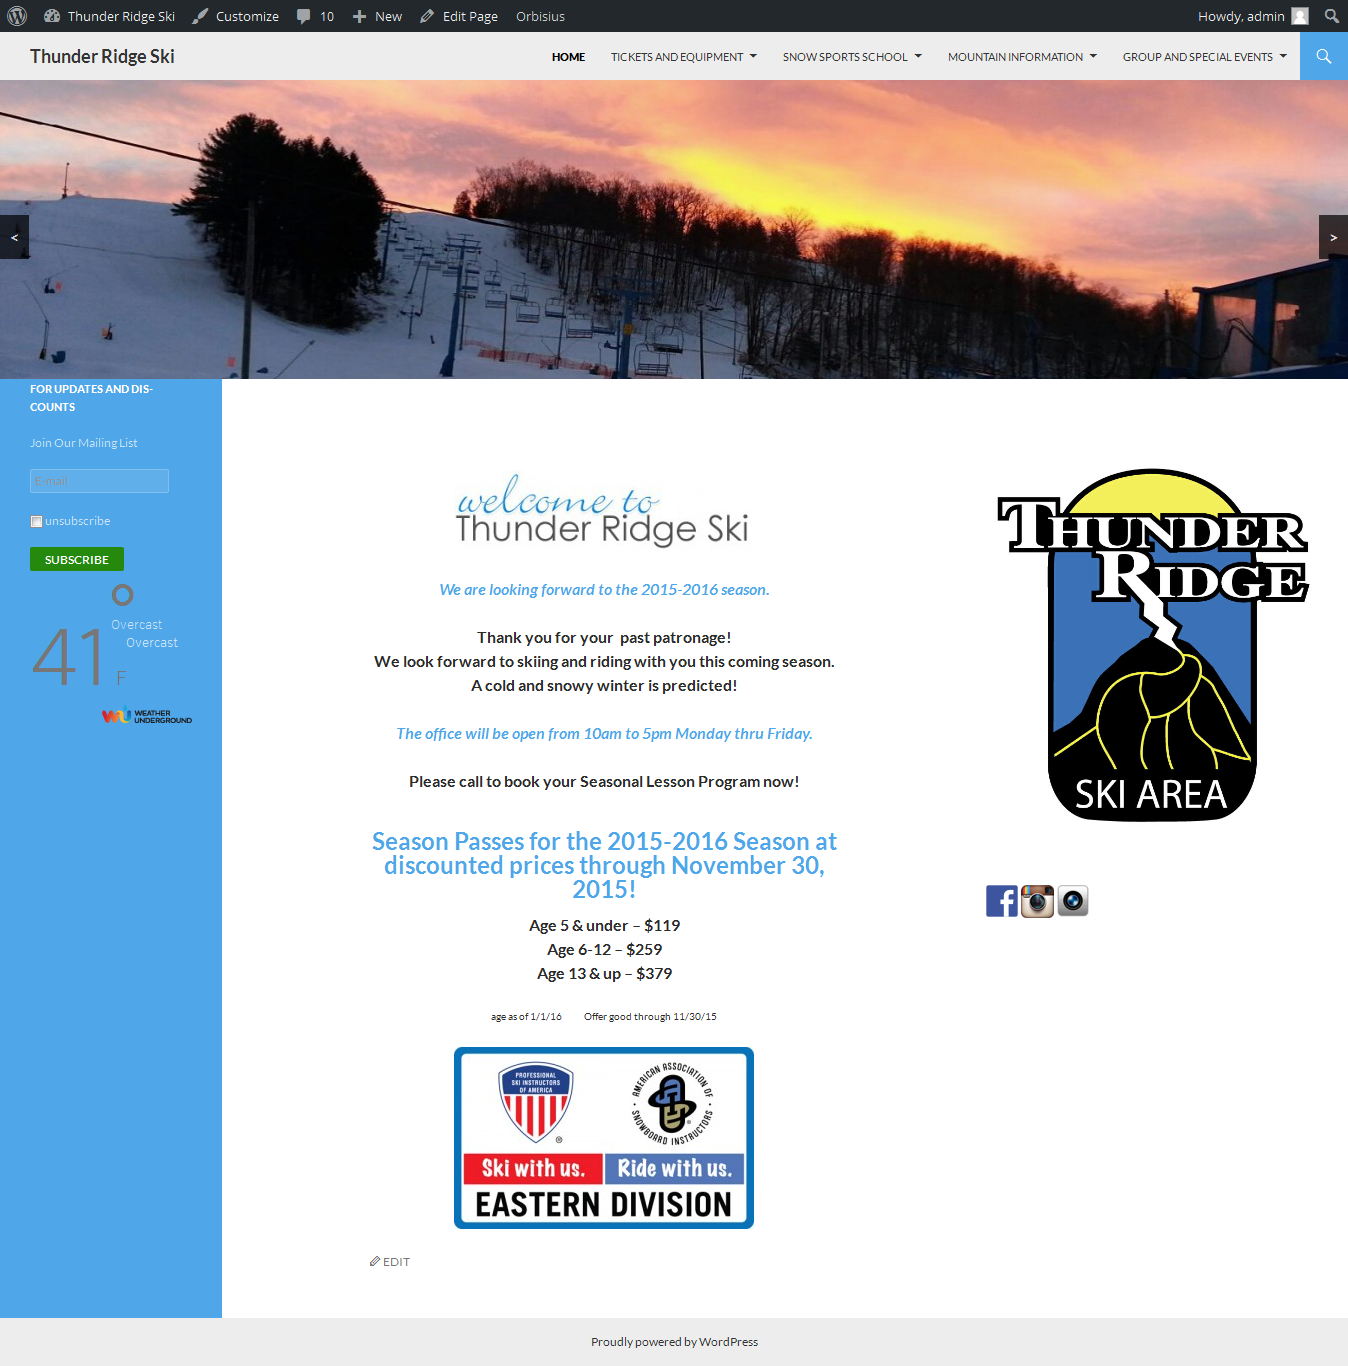 Thunder Ridge Ski Customize 10 New Edit Page Orbisius Howdy, admin
Thunder Ridge Ski
HOME TICKETS AND EQUIPMENT SNOW SPORTS SCHOOL MOUNTAIN INFORMATION GROUP AND SPECIAL EVENTS
< >
FOR UPDATES AND DIS-
COUNTS
Join Our Mailing List
E-mail
unsubscribe
SUBSCRIBE
Overcast
Overcast
41 F
WEATHER
UNDERGROUND
welcome to
Thunder Ridge Ski
We are looking forward to the 2015-2016 season.
Thank you for your past patronage!
We look forward to skiing and riding with you this coming season.
A cold and snowy winter is predicted!
The office will be open from 10am to 5pm Monday thru Friday.
Please call to book your Seasonal Lesson Program now!
Season Passes for the 2015-2016 Season at
discounted prices through November 30,
2015!
Age 5 & under – $119
Age 6-12 – $259
Age 13 & up – $379
age as of 1/1/16 Offer good through 11/30/15
PROFESSIONAL
SKI INSTRUCTORS
OF AMERICA
®
AMERICAN ASSOCIATION OF
SNOWBOARD INSTRUCTORS
Ski with us. Ride with us.
EASTERN DIVISION
EDIT
THUNDER
RIDGE
SKI AREA
Proudly powered by WordPress